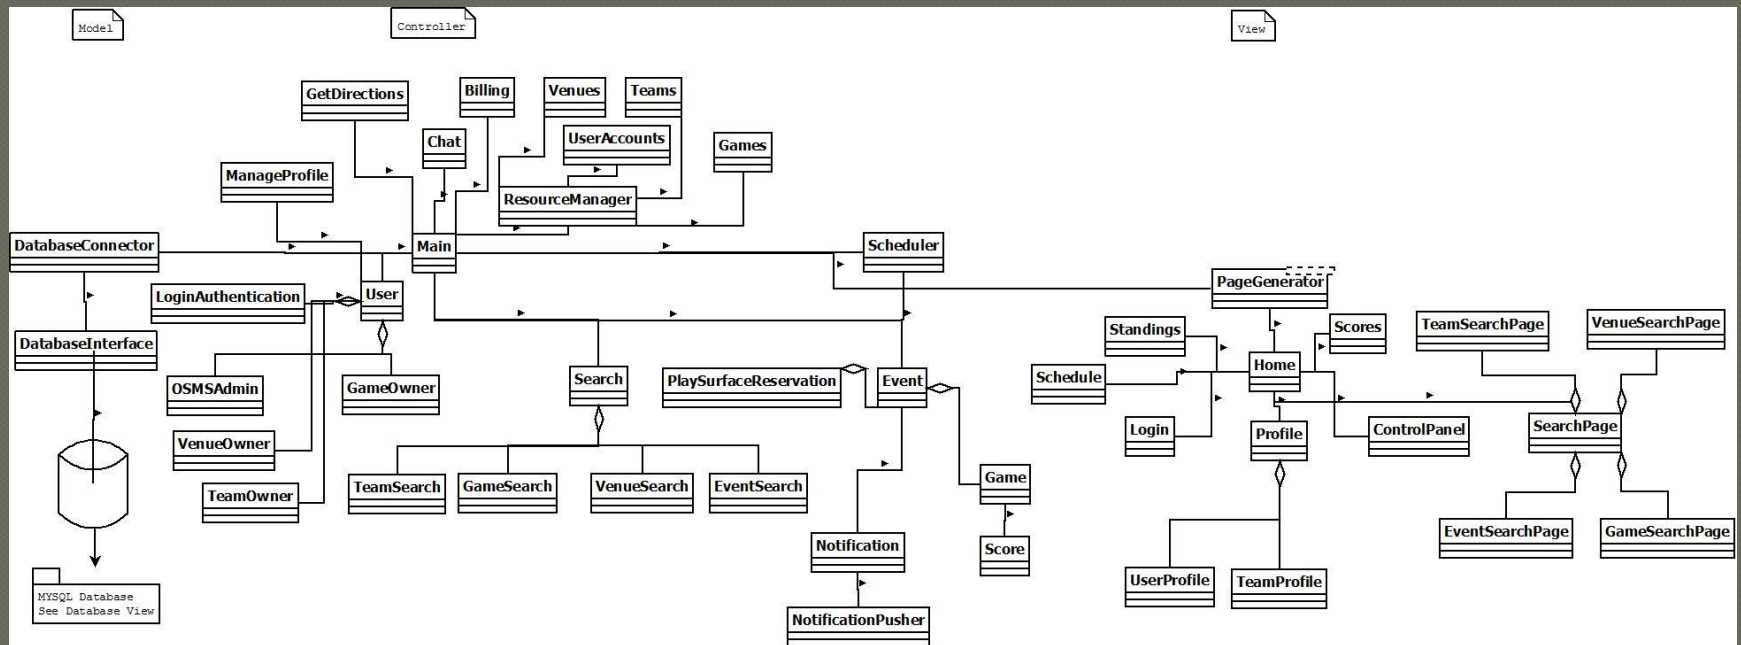 Model
Controller
View
GetDirections
Billing
Venues
Teams
Chat
UserAccounts
Games
ManageProfile
ResourceManager
DatabaseConnector
Main
Scheduler
PageGenerator
LoginAuthentication
User
Standings
Scores
TeamSearchPage
VenueSearchPage
DatabaseInterface
Home
OSMSAdmin
GameOwner
Search
PlaySurfaceReservation
Event
Schedule
VenueOwner
Login
Profile
ControlPanel
SearchPage
TeamOwner
TeamSearch
GameSearch
VenueSearch
EventSearch
Game
Notification
Score
EventSearchPage
GameSearchPage
UserProfile
TeamProfile
MYSQL Database
See Database View
NotificationPusher